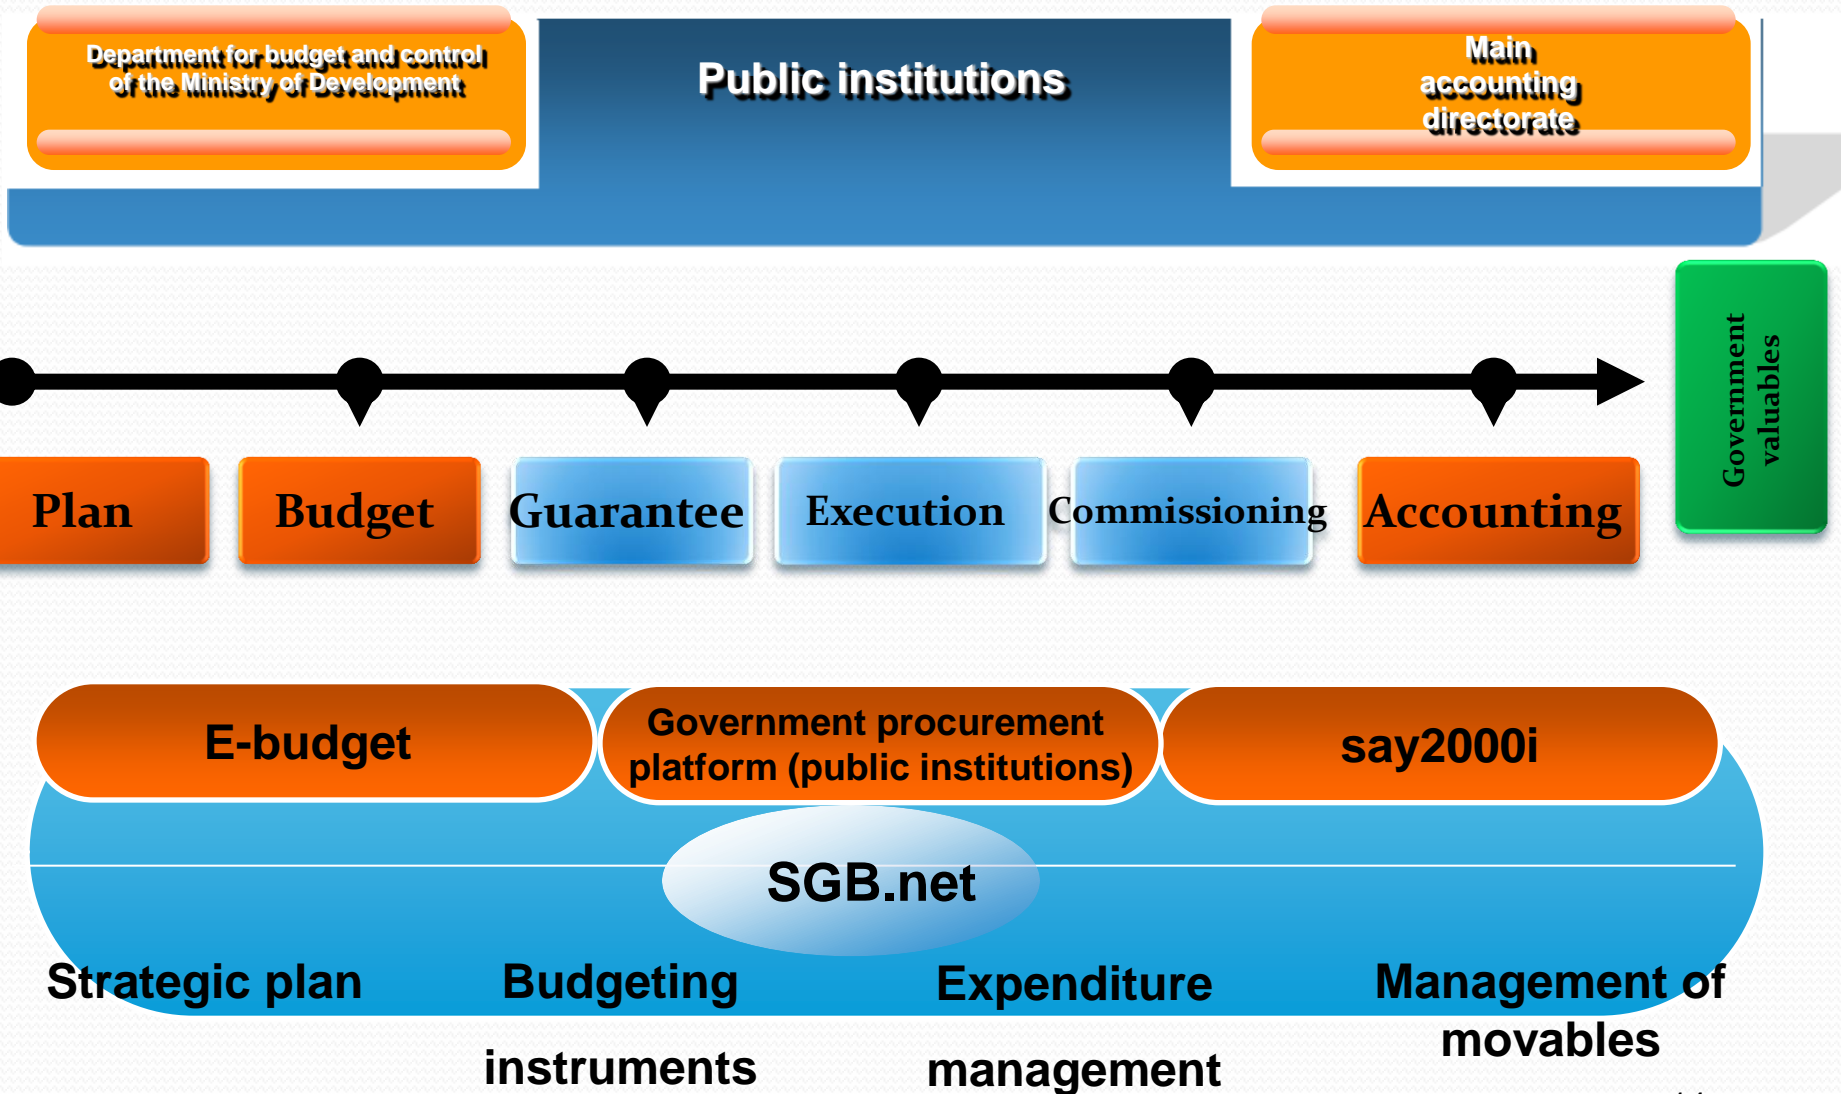 Department for budget and control
of the Ministry of Development
Public institutions
Main
accounting
directorate
Government
valuables
Plan
Budget
Guarantee
Execution
Commissioning
Accounting
E-budget
Government procurement
platform (public institutions)
say2000i
SGB.net
Strategic plan
Budgeting
instruments
Expenditure
management
Management of
movables